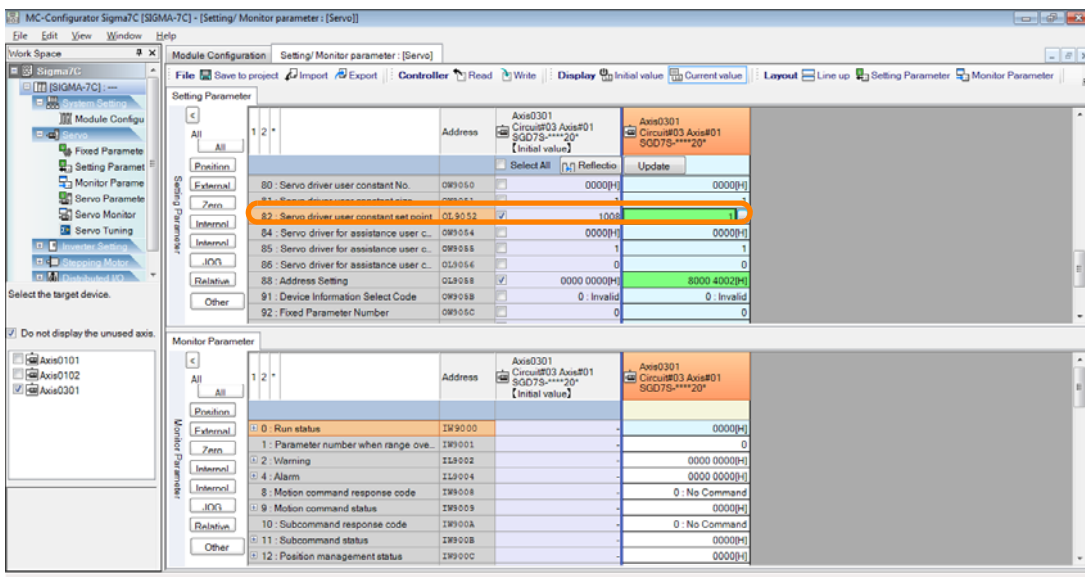 MC-Configurator Sigma7C [SIGMA-7C] - [Setting/ Monitor parameter : [Servo]]
File Edit View Window Help
Work Space
Sigma7C
[SIGMA-7C] : ---
System Setting
Module Configu
Servo
Fixed Paramete
Setting Paramet
Monitor Parame
Servo Paramete
Servo Monitor
Servo Tuning
Inverter Setting
Stepping Motor
Distributed I/O
Select the target device.
Do not display the unused axis.
Axis0101
Axis0102
Axis0301
Module Configuration Setting/ Monitor parameter : [Servo]
File Save to project Import Export Controller Read Write Display Initial value Current value Layout Line up Setting Parameter Monitor Parameter
Setting Parameter
Setting Parameter
<
All
All
Position
External
Zero
Internol
Internol
JOG
Relative
Other
1 2 * Address Axis0301 Circuit#03 Axis#01 SGD7S-****20* 【Initial value】 Axis0301 Circuit#03 Axis#01 SGD7S-****20*
Select All Reflectio Update
80 : Servo driver user constant No. OW9050 0000[H] 0000[H]
81 : Servo driver user constant size OW9051 1 1
82 : Servo driver user constant set point OL9052 1008 1
84 : Servo driver for assistance user c... OW9054 0000[H] 0000[H]
85 : Servo driver for assistance user c... OW9055 1 1
86 : Servo driver for assistance user c... OL9056 0 0
88 : Address Setting OL9058 0000 0000[H] 8000 4002[H]
91 : Device Information Select Code OW905B 0 : Invalid 0 : Invalid
92 : Fixed Parameter Number OW905C 0 0
Monitor Parameter
Monitor Parameter
<
All
All
Position
External
Zero
Internol
Internol
JOG
Relative
Other
1 2 * Address Axis0301 Circuit#03 Axis#01 SGD7S-****20* 【Initial value】 Axis0301 Circuit#03 Axis#01 SGD7S-****20*
0 : Run status IW9000 - 0000[H]
1 : Parameter number when range ove... IW9001 - 0
2 : Warning IL9002 - 0000 0000[H]
4 : Alarm IL9004 - 0000 0000[H]
8 : Motion command response code IW9008 - 0 : No Command
9 : Motion command status IW9009 - 0000[H]
10 : Subcommand response code IW900A - 0 : No Command
11 : Subcommand status IW900B - 0000[H]
12 : Position management status IW900C - 0000[H]